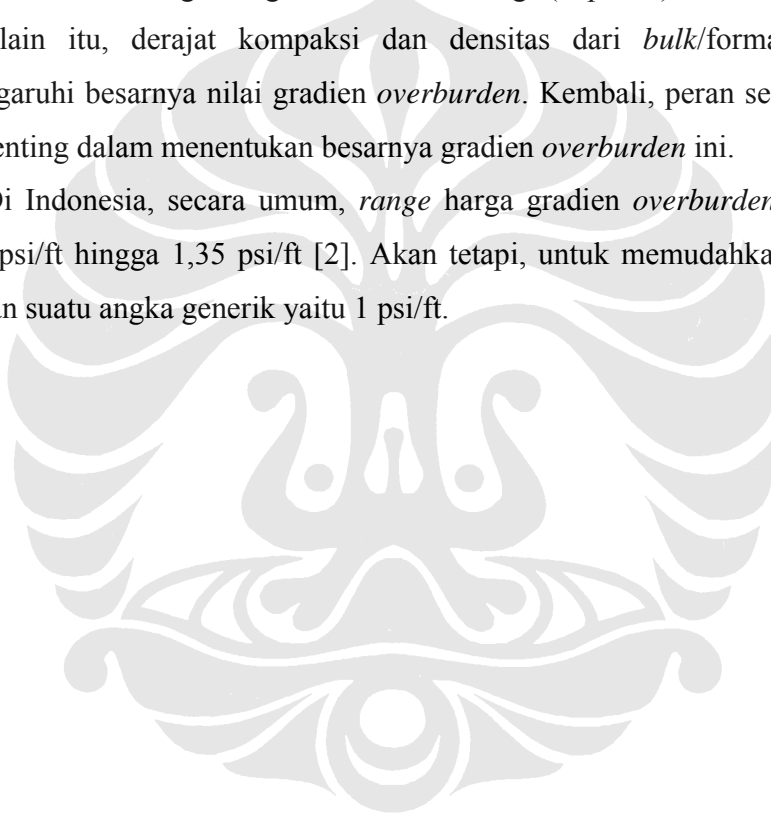 lain itu, derajat kompaksi dan densitas dari bulk/forma
garuhi besarnya nilai gradien overburden. Kembali, peran se
enting dalam menentukan besarnya gradien overburden ini.
Di Indonesia, secara umum, range harga gradien overburden
psi/ft hingga 1,35 psi/ft [2]. Akan tetapi, untuk memudahka
an suatu angka generik yaitu 1 psi/ft.